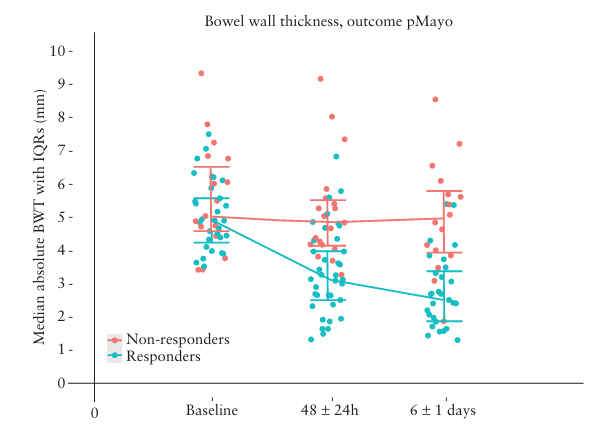 Bowel wall thickness, outcome pMayo
Median absolute BWT with IQRs (mm)
10
9
8
7
6
5
4
3
2
1
0
Non-responders
Responders
0
Baseline
48 ± 24h
6 ± 1 days